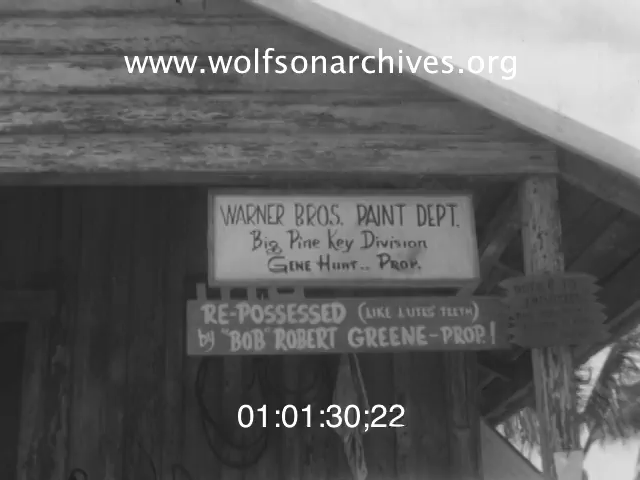 www.wolfsonarchives.org
WARNER BROS. PAINT DEPT.
Big Pine Key Division
GENE HUNT.. PROP.
RE-POSSESSED (LIKE LUTES TEETH)
by "BOB" ROBERT GREENE-PROP!
01:01:30;22